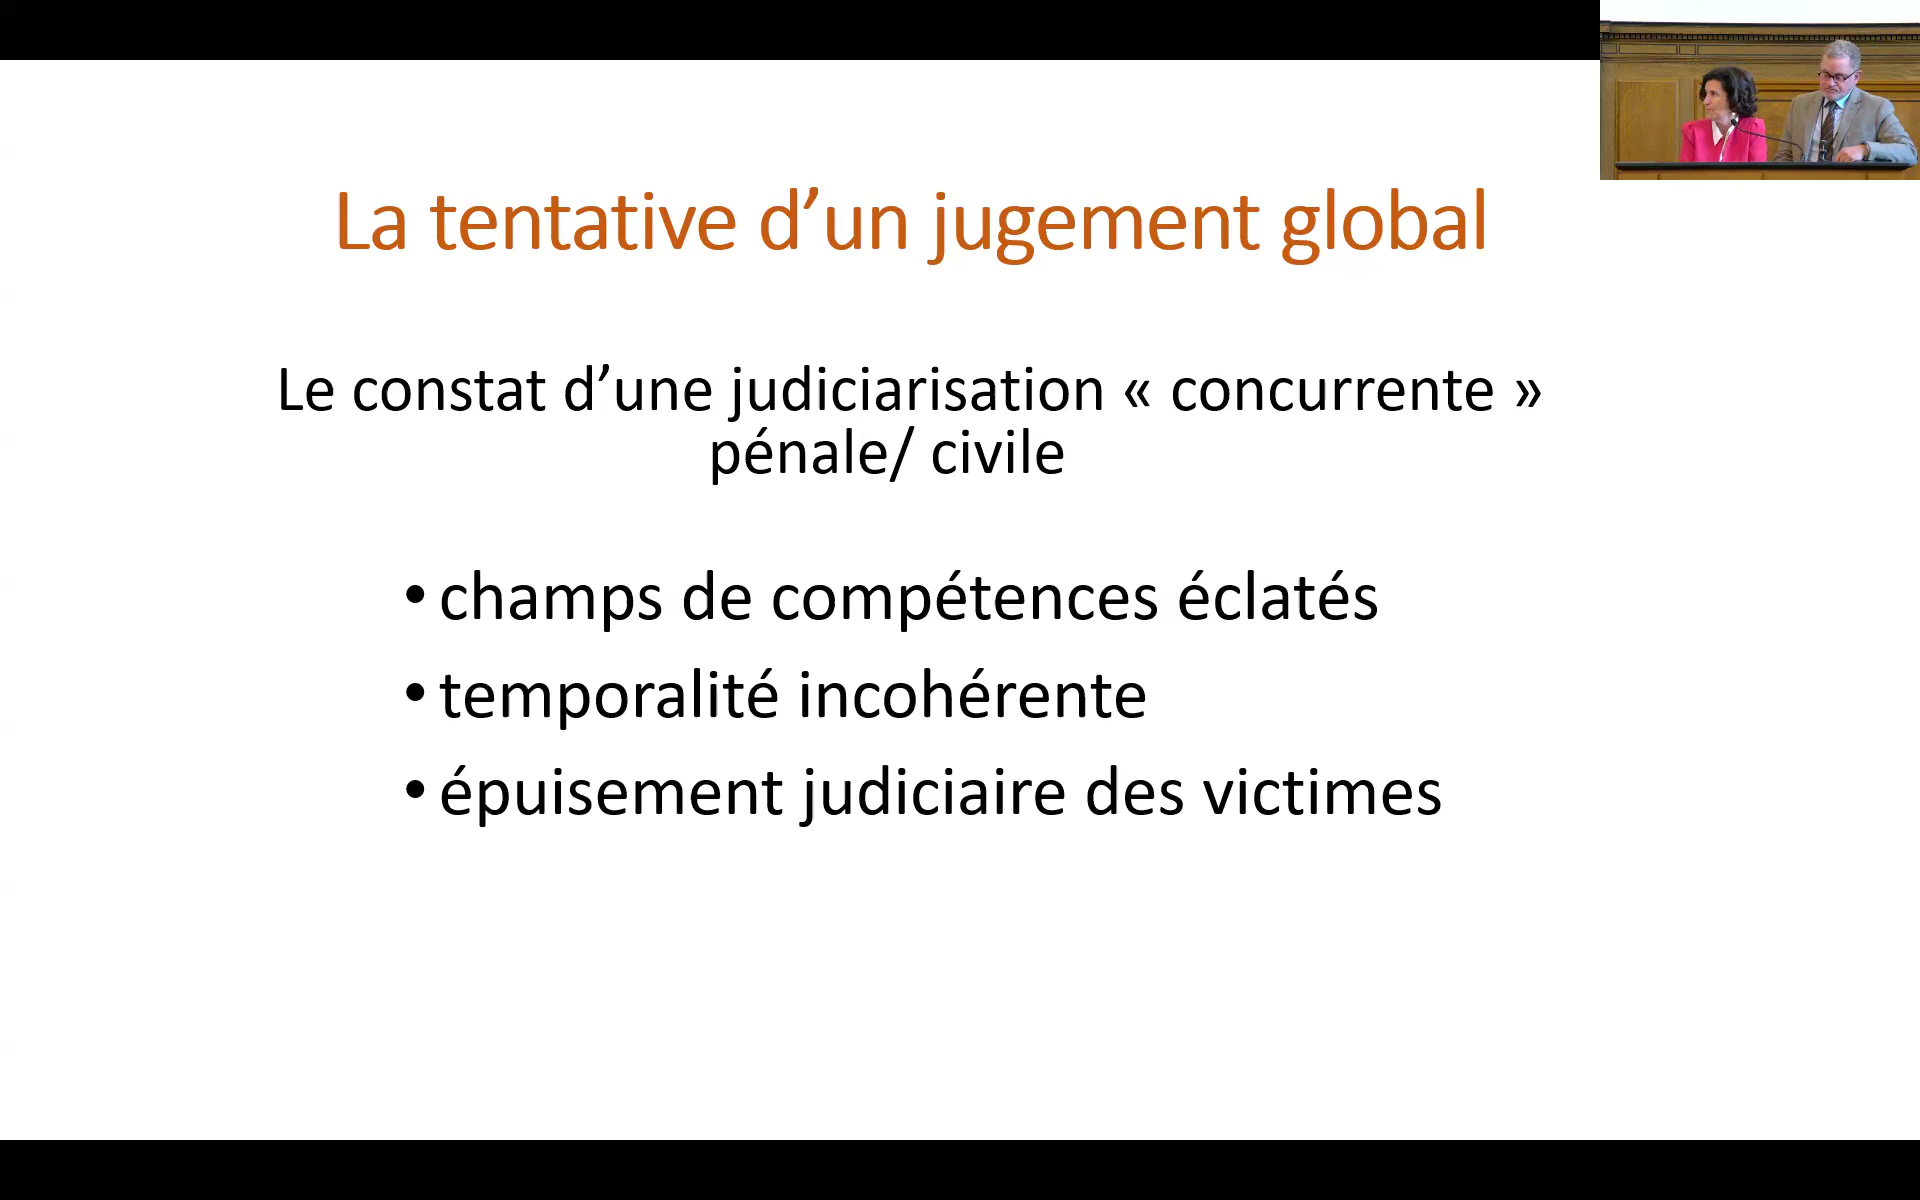 La tentative d’un jugement global
Le constat d’une judiciarisation « concurrente »
pénale/ civile
• champs de compétences éclatés
• temporalité incohérente
• épuisement judiciaire des victimes